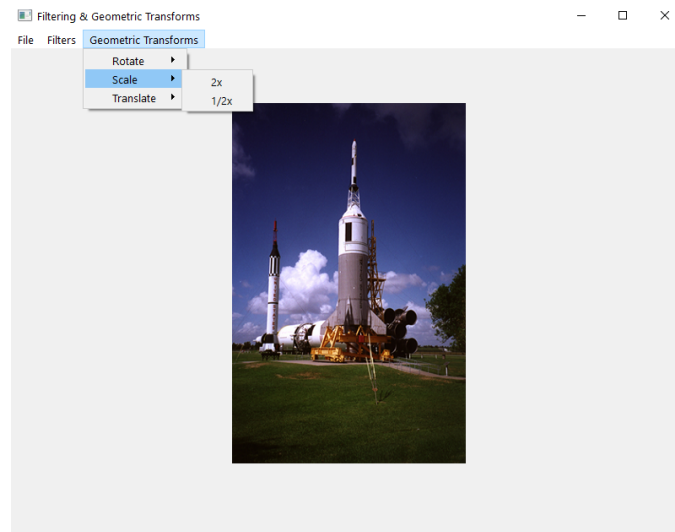 Filtering & Geometric Transforms
File Filters Geometric Transforms
Rotate
Scale
Translate
2x
1/2x